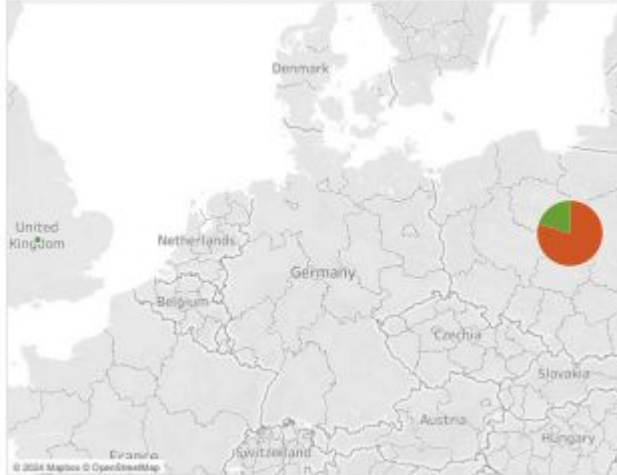 Denmark
United
Kingdom
Netherlands
Germany
Belgium
Czechia
Slovakia
Austria
Hungary
France
Switzerland
© 2024 Mapbox © OpenStreetMap